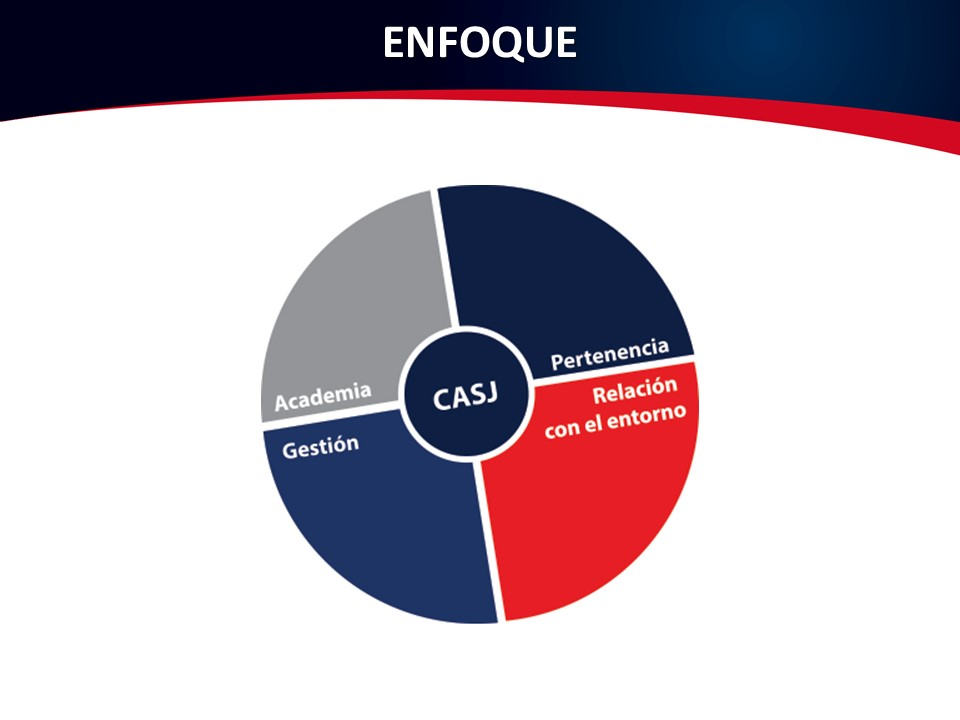 ENFOQUE
Pertenencia
Academia
CASJ
Relación
con el entorno
Gestión